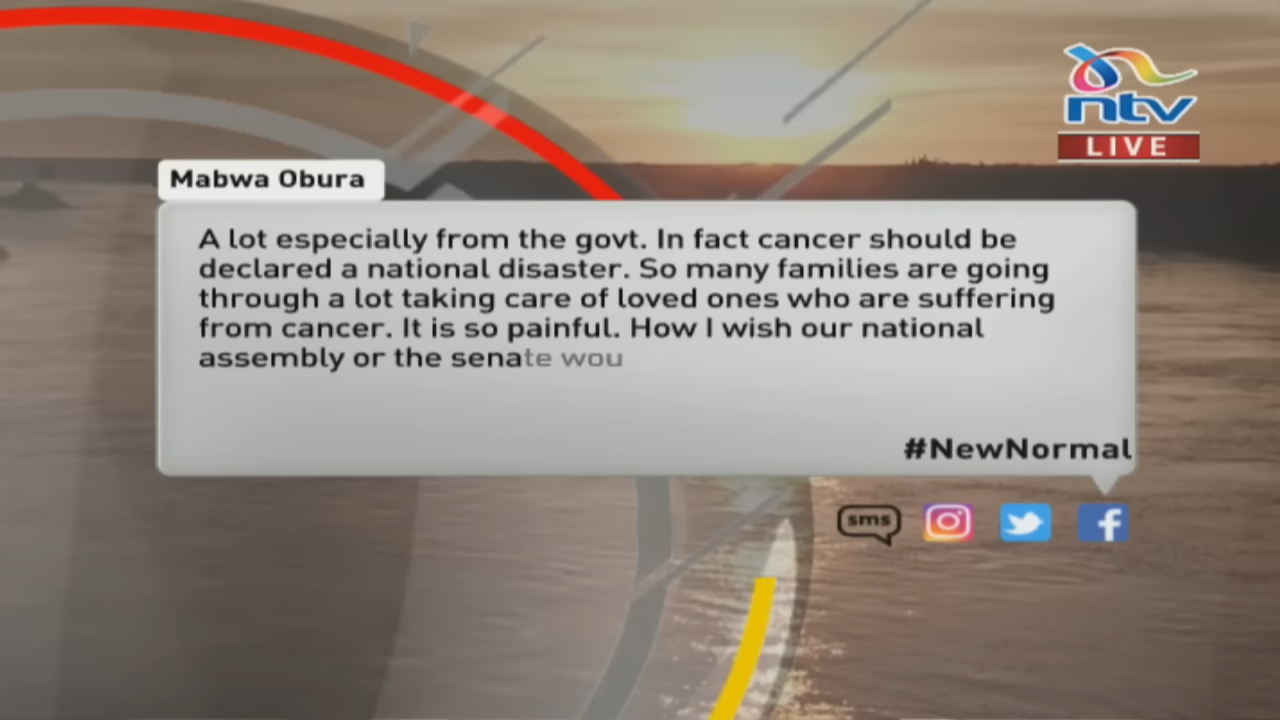 ntv
LIVE
Mabwa Obura
A lot especially from the govt. In fact cancer should be
declared a national disaster. So many families are going
through a lot taking care of loved ones who are suffering
from cancer. It is so painful. How I wish our national
assembly or the senate wou
#NewNormal
sms